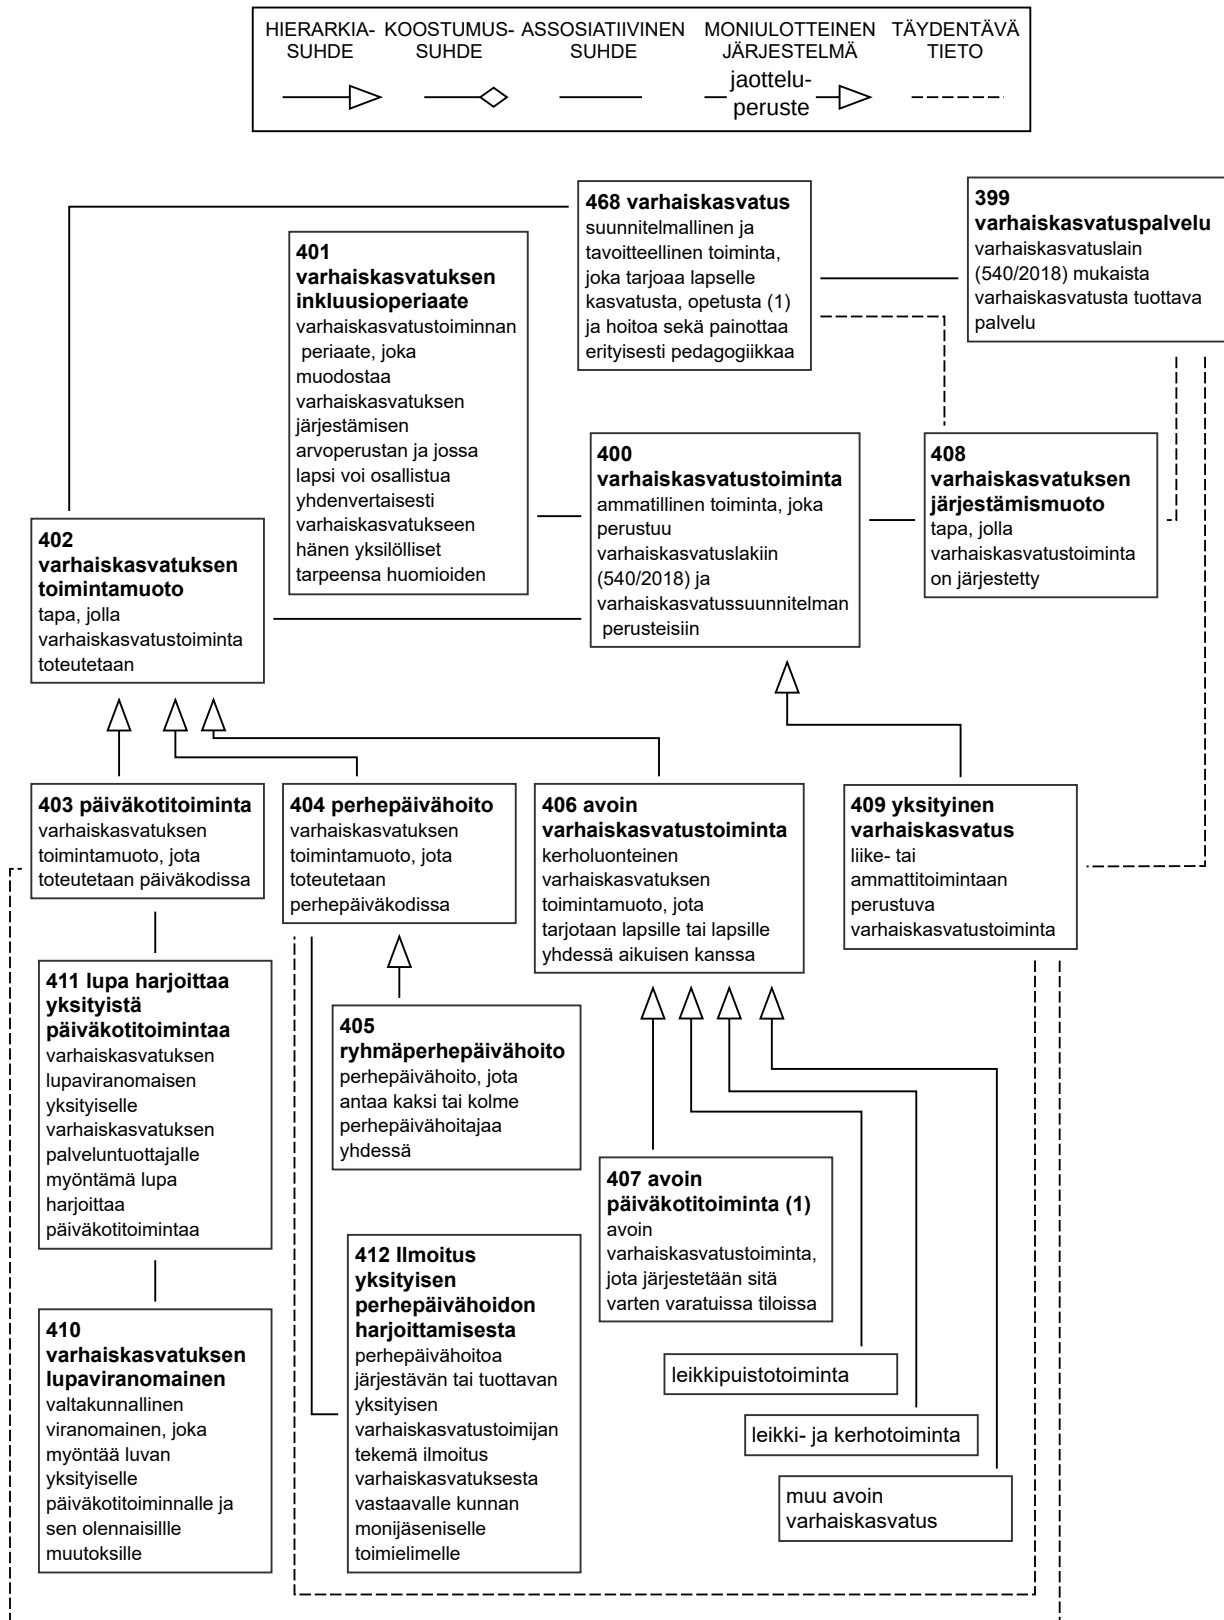 HIERARKIA-
SUHDE
KOOSTUMUS-
SUHDE
ASSOSIATIIVINEN
SUHDE
MONIULOTTEINEN
JÄRJESTELMÄ
jaottelu-
peruste
TÄYDENTÄVÄ
TIETO
468 varhaiskasvatus
suunnitelmallinen ja
tavoitteellinen toiminta,
joka tarjoaa lapselle
kasvatusta, opetusta (1)
ja hoitoa sekä painottaa
erityisesti pedagogiikkaa
399
varhaiskasvatuspalvelu
varhaiskasvatuslain
(540/2018) mukaista
varhaiskasvatusta tuottava
palvelu
401
varhaiskasvatuksen
inkluusioperiaate
varhaiskasvatustoiminnan
periaate, joka
muodostaa
varhaiskasvatuksen
järjestämisen
arvoperustan ja jossa
lapsi voi osallistua
yhdenvertaisesti
varhaiskasvatukseen
hänen yksilölliset
tarpeensa huomioiden
400
varhaiskasvatustoiminta
ammatillinen toiminta, joka
perustuu
varhaiskasvatuslakiin
(540/2018) ja
varhaiskasvatussuunnitelman
perusteisiin
408
varhaiskasvatuksen
järjestämismuoto
tapa, jolla
varhaiskasvatustoiminta
on järjestetty
402
varhaiskasvatuksen
toimintamuoto
tapa, jolla
varhaiskasvatustoiminta
toteutetaan
403 päiväkotitoiminta
varhaiskasvatuksen
toimintamuoto, jota
toteutetaan päiväkodissa
404 perhepäivähoito
varhaiskasvatuksen
toimintamuoto, jota
toteutetaan
perhepäiväkodissa
406 avoin
varhaiskasvatustoiminta
kerholuonteinen
varhaiskasvatuksen
toimintamuoto, jota
tarjotaan lapsille tai lapsille
yhdessä aikuisen kanssa
409 yksityinen
varhaiskasvatus
liike- tai
ammattitoimintaan
perustuva
varhaiskasvatustoiminta
411 lupa harjoittaa
yksityistä
päiväkotitoimintaa
varhaiskasvatuksen
lupaviranomaisen
yksityiselle
varhaiskasvatuksen
palveluntuottajalle
myöntämä lupa
harjoittaa
päiväkotitoimintaa
405
ryhmäperhepäivähoito
perhepäivähoito, jota
antaa kaksi tai kolme
perhepäivähoitajaa
yhdessä
407 avoin
päiväkotitoiminta (1)
avoin
varhaiskasvatustoiminta,
jota järjestetään sitä
varten varatuissa tiloissa
412 Ilmoitus
yksityisen
perhepäivähoidon
harjoittamisesta
perhepäivähoitoa
järjestävän tai tuottavan
yksityisen
varhaiskasvatustoimijan
tekemä ilmoitus
varhaiskasvatuksesta
vastaavalle kunnan
monijäseniselle
toimielimelle
410
varhaiskasvatuksen
lupaviranomainen
valtakunnallinen
viranomainen, joka
myöntää luvan
yksityiselle
päiväkotitoiminnalle ja
sen olennaisillle
muutoksille
leikkipuistotoiminta
leikki- ja kerhotoiminta
muu avoin
varhaiskasvatus